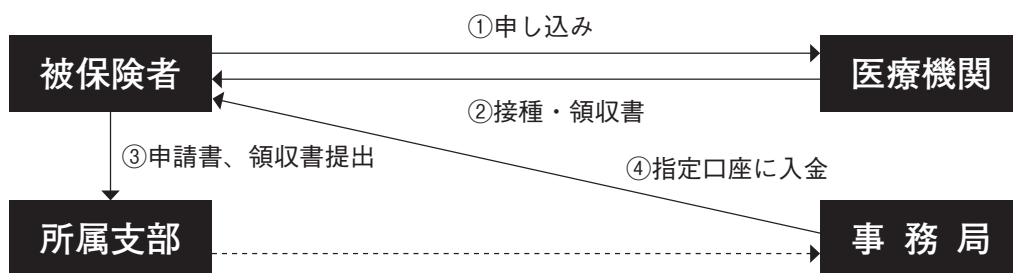 ①申し込み
被保険者
医療機関
②接種・領収書
③申請書、領収書提出
④指定口座に入金
所属支部
事務局